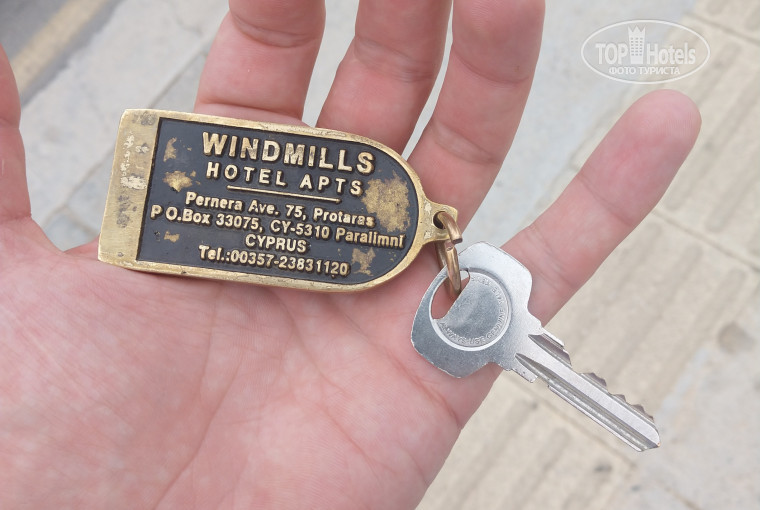 WINDMILLS
HOTEL APTS
Pernera Ave. 75, Protaras
P.O.Box 33075, CY-5310 Paralimni
CYPRUS
Tel.:00357-23831120
TOP Hotels
ФОТО ТУРИСТА